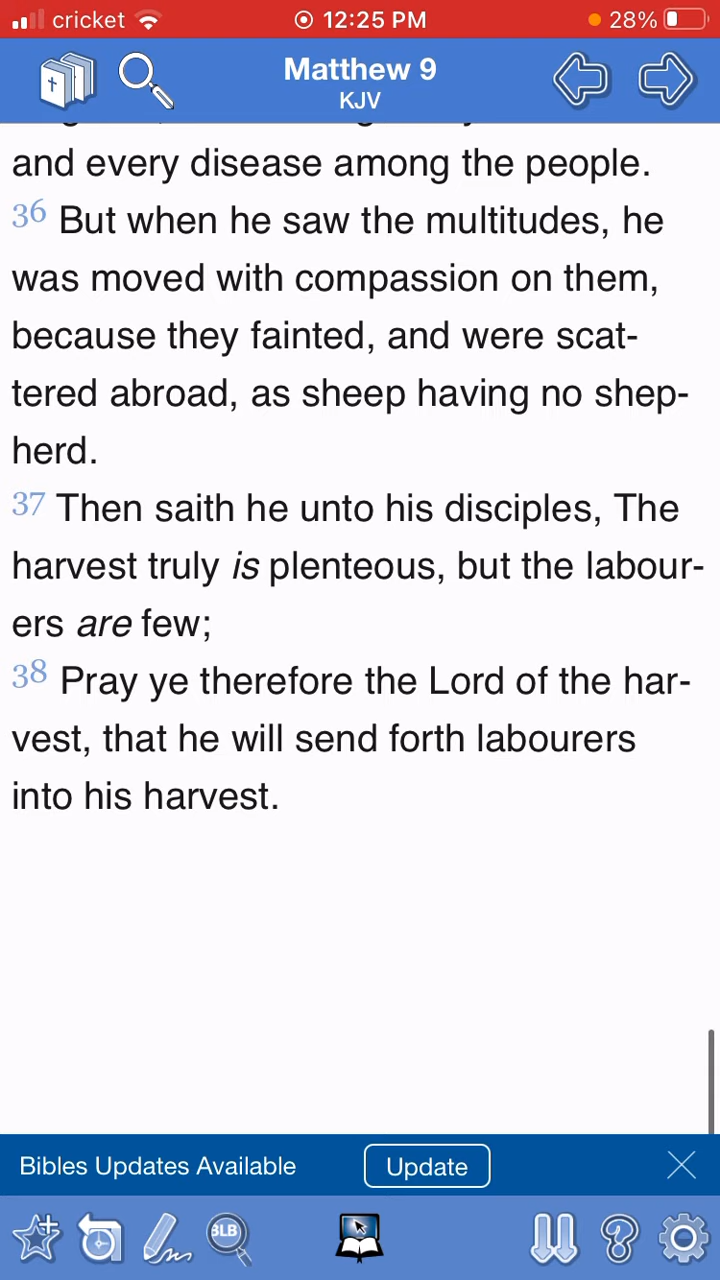 cricket 12:25 PM 28%
Matthew 9
KJV
and every disease among the people.
36 But when he saw the multitudes, he
was moved with compassion on them,
because they fainted, and were scat-
tered abroad, as sheep having no shep-
herd.
37 Then saith he unto his disciples, The
harvest truly is plenteous, but the labour-
ers are few;
38 Pray ye therefore the Lord of the har-
vest, that he will send forth labourers
into his harvest.
Bibles Updates Available Update
BLB